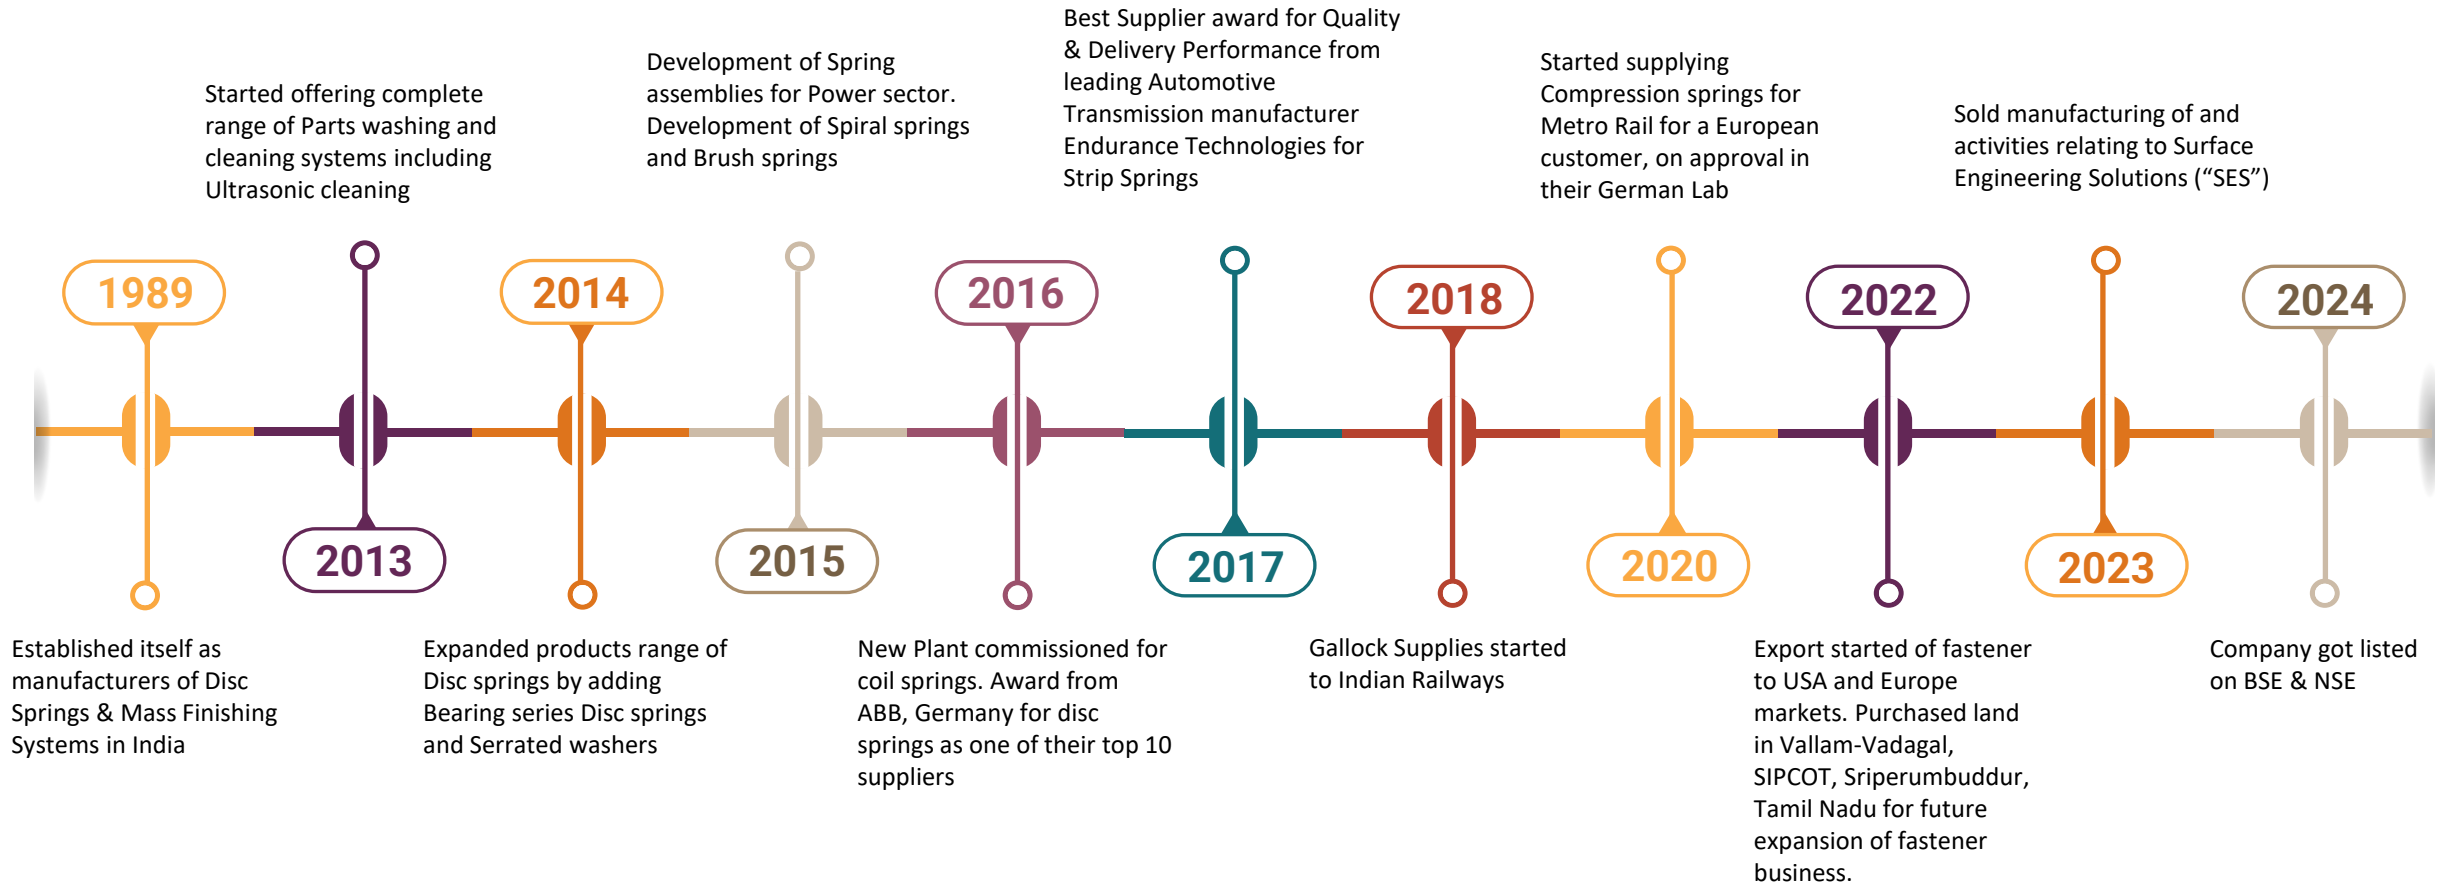 1989
Established itself as
manufacturers of Disc
Springs & Mass Finishing
Systems in India
Started offering complete
range of Parts washing and
cleaning systems including
Ultrasonic cleaning
2013
2014
Expanded products range of
Disc springs by adding
Bearing series Disc springs
and Serrated washers
Development of Spring
assemblies for Power sector.
Development of Spiral springs
and Brush springs
2015
2016
New Plant commissioned for
coil springs. Award from
ABB, Germany for disc
springs as one of their top 10
suppliers
Best Supplier award for Quality
& Delivery Performance from
leading Automotive
Transmission manufacturer
Endurance Technologies for
Strip Springs
2017
2018
Gallock Supplies started
to Indian Railways
Started supplying
Compression springs for
Metro Rail for a European
customer, on approval in
their German Lab
2020
2022
Export started of fastener
to USA and Europe
markets. Purchased land
in Vallam-Vadagal,
SIPCOT, Sriperumbuddur,
Tamil Nadu for future
expansion of fastener
business.
Sold manufacturing of and
activities relating to Surface
Engineering Solutions (“SES”)
2023
2024
Company got listed
on BSE & NSE